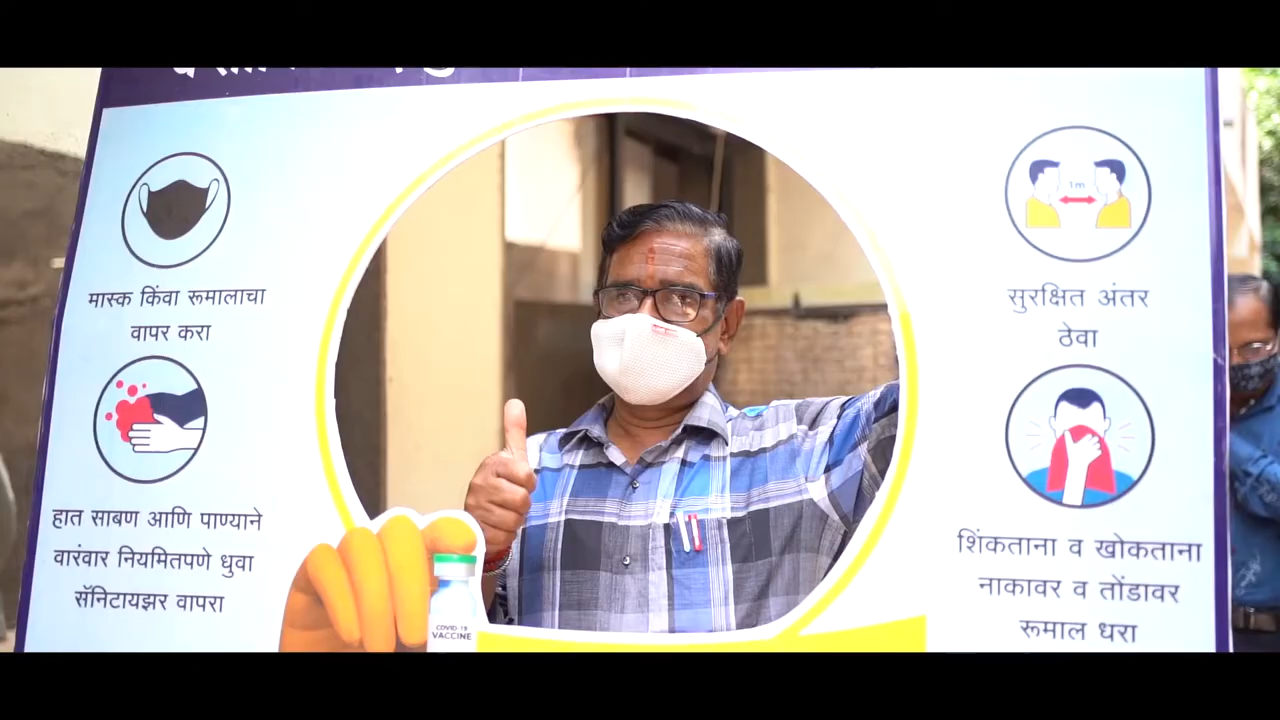 मास्क किंवा रूमालाचा
वापर करा
हात साबण आणि पाण्याने
वारंवार नियमितपणे धुवा
सॅनिटायझर वापरा
COVID-19
VACCINE
1m
सुरक्षित अंतर
ठेवा
शिंकताना व खोकताना
नाकावर व तोंडावर
रूमाल धरा